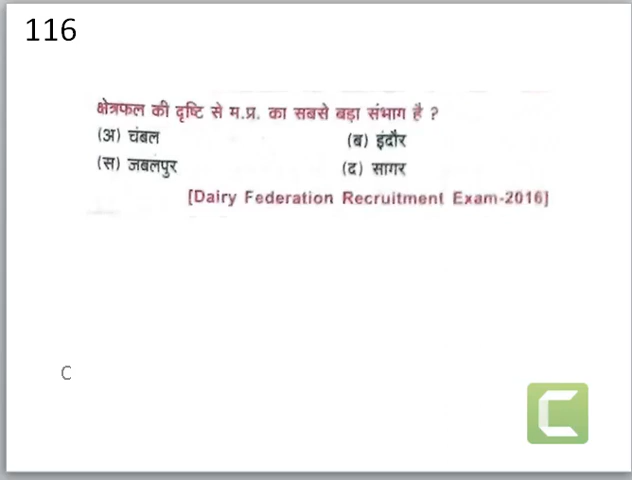 116
क्षेत्रफल की दृष्टि से म.प्र. का सबसे बड़ा संभाग है ?
(अ) चंबल (ब) इंदौर
(स) जबलपुर (द) सागर
[Dairy Federation Recruitment Exam-2016]
C